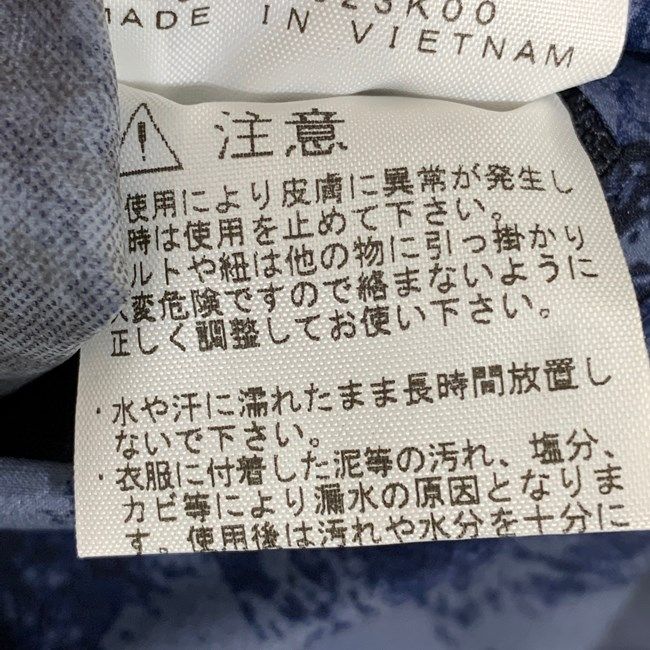 MADE IN VIETNAM
注意
使用により皮膚に異常が発生し
時は使用を止めて下さい。
ルトや紐は他の物に引っ掛かり
変危険ですので絡まないように
正しく調整してお使い下さい。
・水や汗に濡れたまま長時間放置し
ないで下さい。
・衣服に付着した泥等の汚れ、塩分、
カビ等により漏水の原因となりま
す。使用後は汚れや水分を十分に